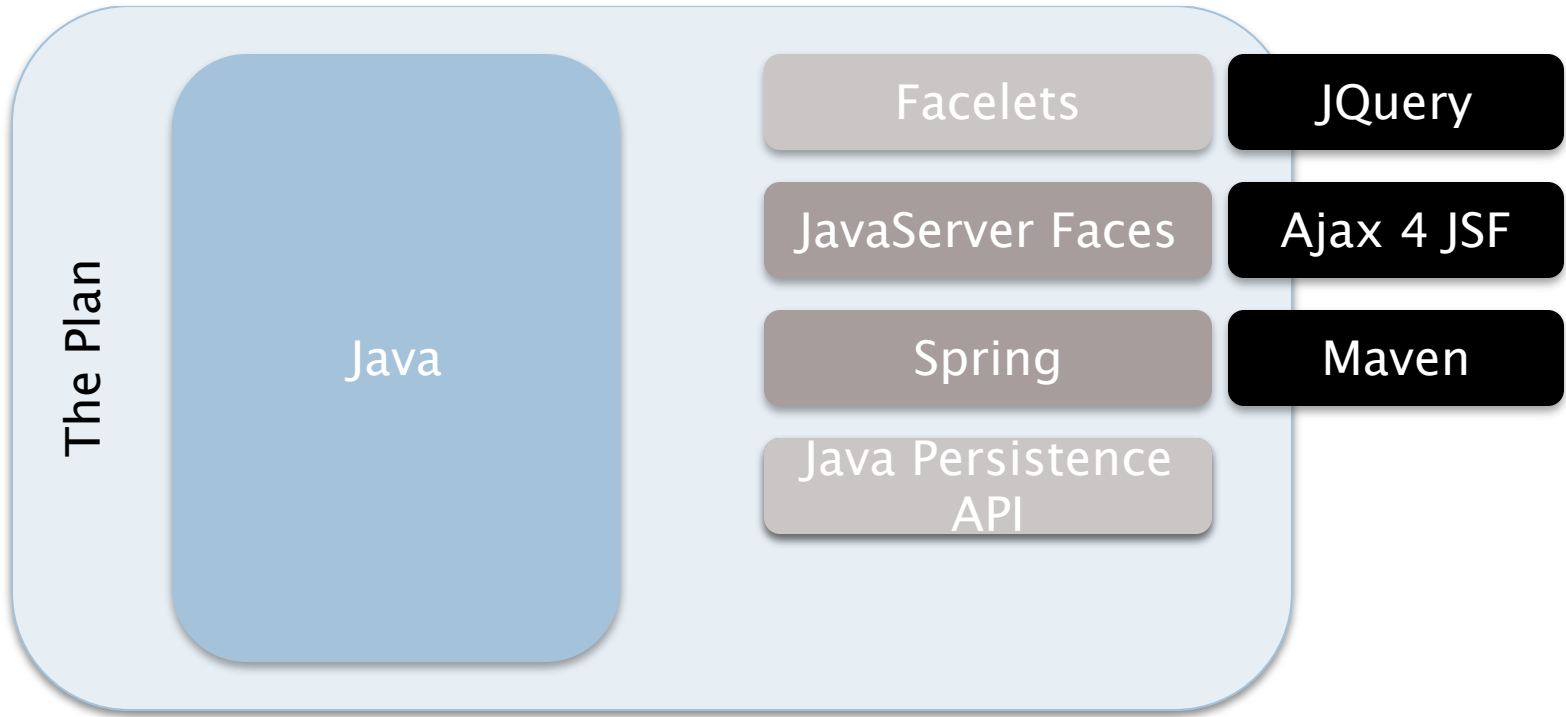 The Plan
Java
Facelets
JQuery
JavaServer Faces
Ajax 4 JSF
Spring
Maven
Java Persistence
API